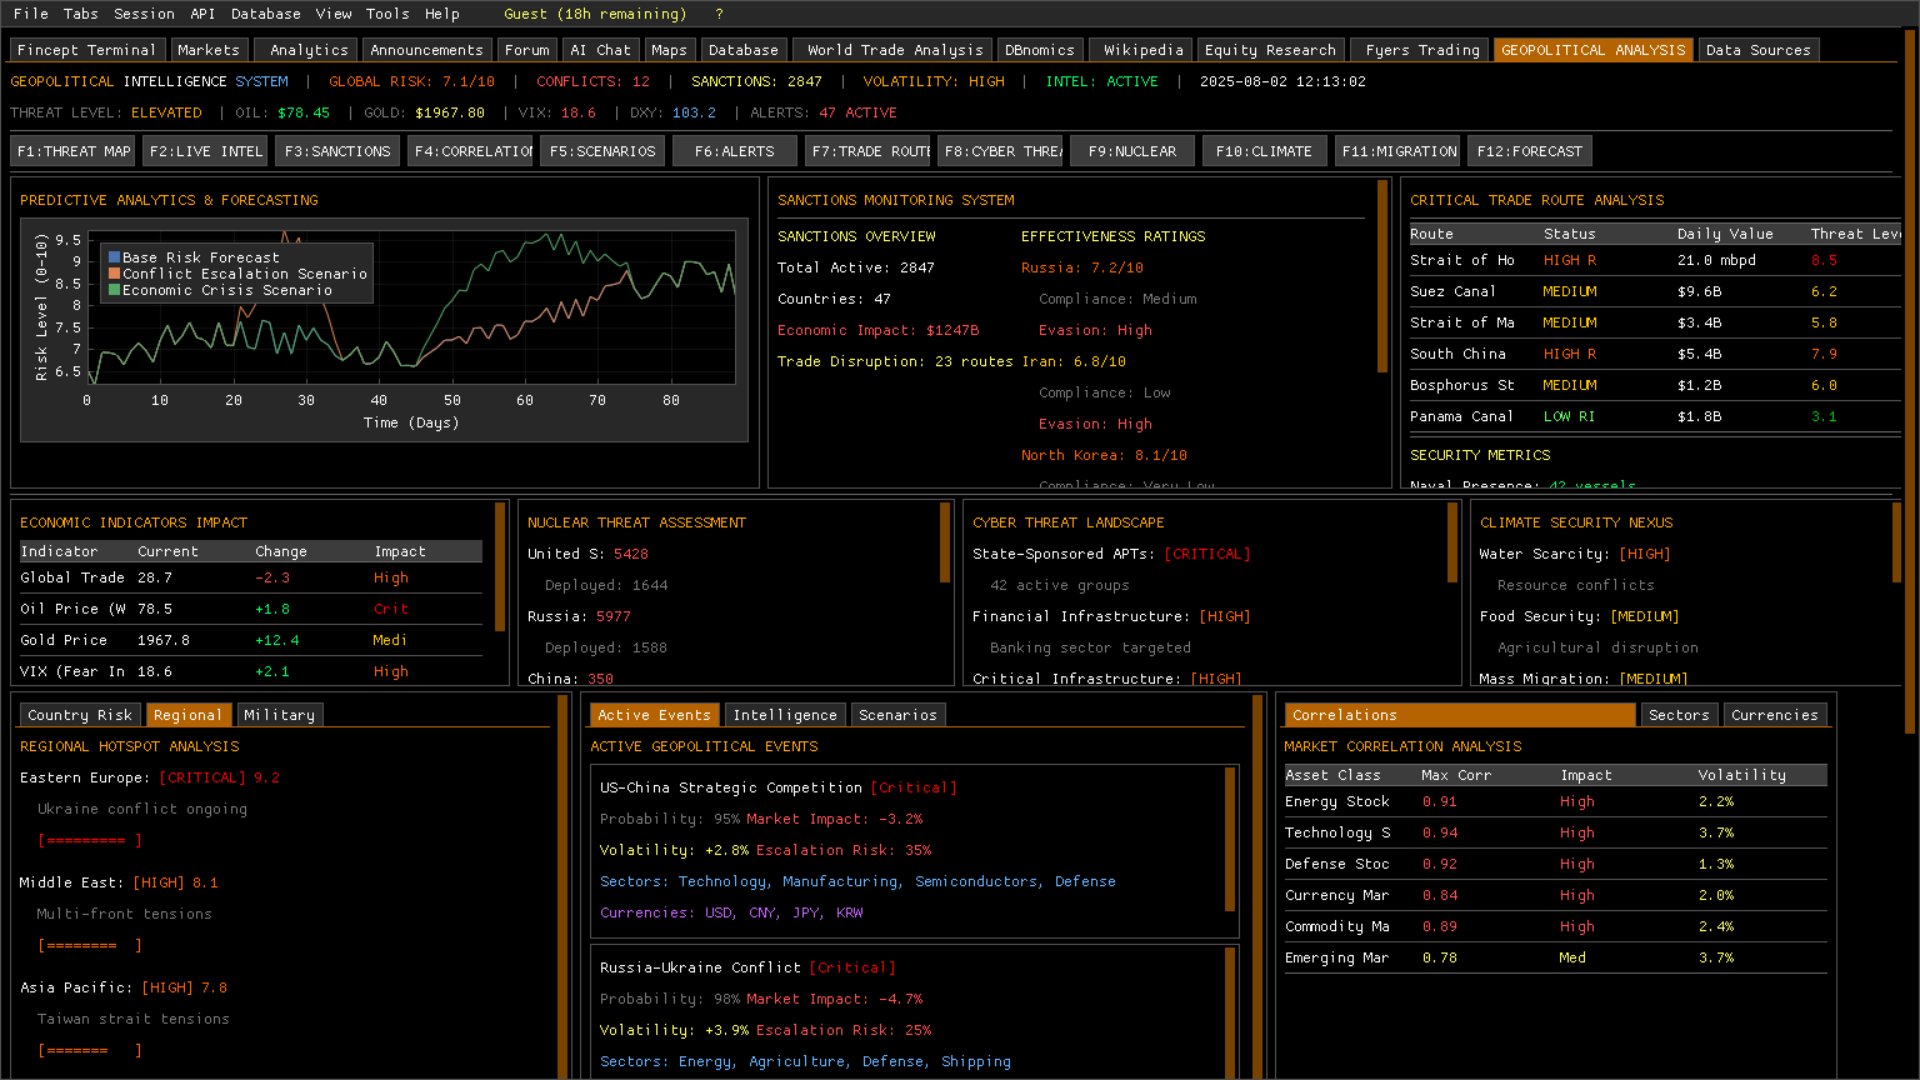 File Tabs Session API Database View Tools Help Guest (18h remaining) ?
Fincept Terminal Markets Analytics Announcements Forum AI Chat Maps Database World Trade Analysis DBnomics Wikipedia Equity Research Fyers Trading GEOPOLITICAL ANALYSIS Data Sources
GEOPOLITICAL INTELLIGENCE SYSTEM | GLOBAL RISK: 7.1/10 | CONFLICTS: 12 | SANCTIONS: 2847 | VOLATILITY: HIGH | INTEL: ACTIVE | 2025-08-02 12:13:02
THREAT LEVEL: ELEVATED | OIL: $78.45 | GOLD: $1967.80 | VIX: 18.6 | DXY: 103.2 | ALERTS: 47 ACTIVE
F1:THREAT MAP F2:LIVE INTEL F3:SANCTIONS F4:CORRELATION F5:SCENARIOS F6:ALERTS F7:TRADE ROUTE F8:CYBER THREA F9:NUCLEAR F10:CLIMATE F11:MIGRATION F12:FORECAST
PREDICTIVE ANALYTICS & FORECASTING
Risk Level (0-10)
9.5
9
8.5
8
7.5
7
6.5
Base Risk Forecast
Conflict Escalation Scenario
Economic Crisis Scenario
0 10 20 30 40 50 60 70 80
Time (Days)
SANCTIONS MONITORING SYSTEM
SANCTIONS OVERVIEW
Total Active: 2847
Countries: 47
Economic Impact: $1247B
Trade Disruption: 23 routes
EFFECTIVENESS RATINGS
Russia: 7.2/10
Compliance: Medium
Evasion: High
Iran: 6.8/10
Compliance: Low
Evasion: High
North Korea: 8.1/10
Compliance: Very Low
CRITICAL TRADE ROUTE ANALYSIS
Route Status Daily Value Threat Leve
Strait of Ho HIGH R 21.0 mbpd 8.5
Suez Canal MEDIUM $9.6B 6.2
Strait of Ma MEDIUM $3.4B 5.8
South China HIGH R $5.4B 7.9
Bosphorus St MEDIUM $1.2B 6.0
Panama Canal LOW RI $1.8B 3.1
SECURITY METRICS
Naval Presence: 42 vessels
ECONOMIC INDICATORS IMPACT
Indicator Current Change Impact
Global Trade 28.7 -2.3 High
Oil Price (W 78.5 +1.8 Crit
Gold Price 1967.8 +12.4 Medi
VIX (Fear In 18.6 +2.1 High
NUCLEAR THREAT ASSESSMENT
United S: 5428
Deployed: 1644
Russia: 5977
Deployed: 1588
China: 350
CYBER THREAT LANDSCAPE
State-Sponsored APTs: [CRITICAL]
42 active groups
Financial Infrastructure: [HIGH]
Banking sector targeted
Critical Infrastructure: [HIGH]
CLIMATE SECURITY NEXUS
Water Scarcity: [HIGH]
Resource conflicts
Food Security: [MEDIUM]
Agricultural disruption
Mass Migration: [MEDIUM]
Country Risk Regional Military
REGIONAL HOTSPOT ANALYSIS
Eastern Europe: [CRITICAL] 9.2
Ukraine conflict ongoing
[========= ]
Middle East: [HIGH] 8.1
Multi-front tensions
[========  ]
Asia Pacific: [HIGH] 7.8
Taiwan strait tensions
[=======   ]
Active Events Intelligence Scenarios
ACTIVE GEOPOLITICAL EVENTS
US-China Strategic Competition [Critical]
Probability: 95% Market Impact: -3.2%
Volatility: +2.8% Escalation Risk: 35%
Sectors: Technology, Manufacturing, Semiconductors, Defense
Currencies: USD, CNY, JPY, KRW
Russia-Ukraine Conflict [Critical]
Probability: 98% Market Impact: -4.7%
Volatility: +3.9% Escalation Risk: 25%
Sectors: Energy, Agriculture, Defense, Shipping
Correlations Sectors Currencies
MARKET CORRELATION ANALYSIS
Asset Class Max Corr Impact Volatility
Energy Stock 0.91 High 2.2%
Technology S 0.94 High 3.7%
Defense Stoc 0.92 High 1.3%
Currency Mar 0.84 High 2.0%
Commodity Ma 0.89 High 2.4%
Emerging Mar 0.78 Med 3.7%